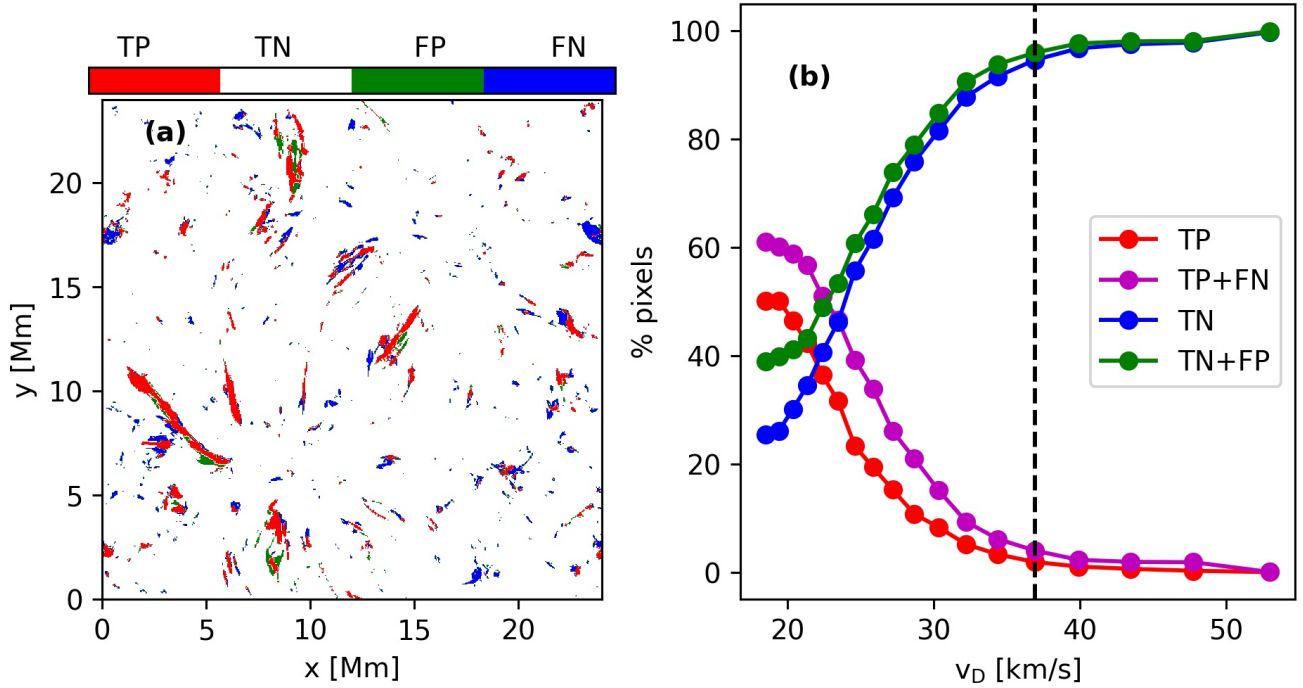 TP TN FP FN
(a)
20
15
10
5
0
y [Mm]
0 5 10 15 20
x [Mm]
(b)
100
80
60
40
20
0
% pixels
TP
TP+FN
TN
TN+FP
20 30 40 50
v_D [km/s]